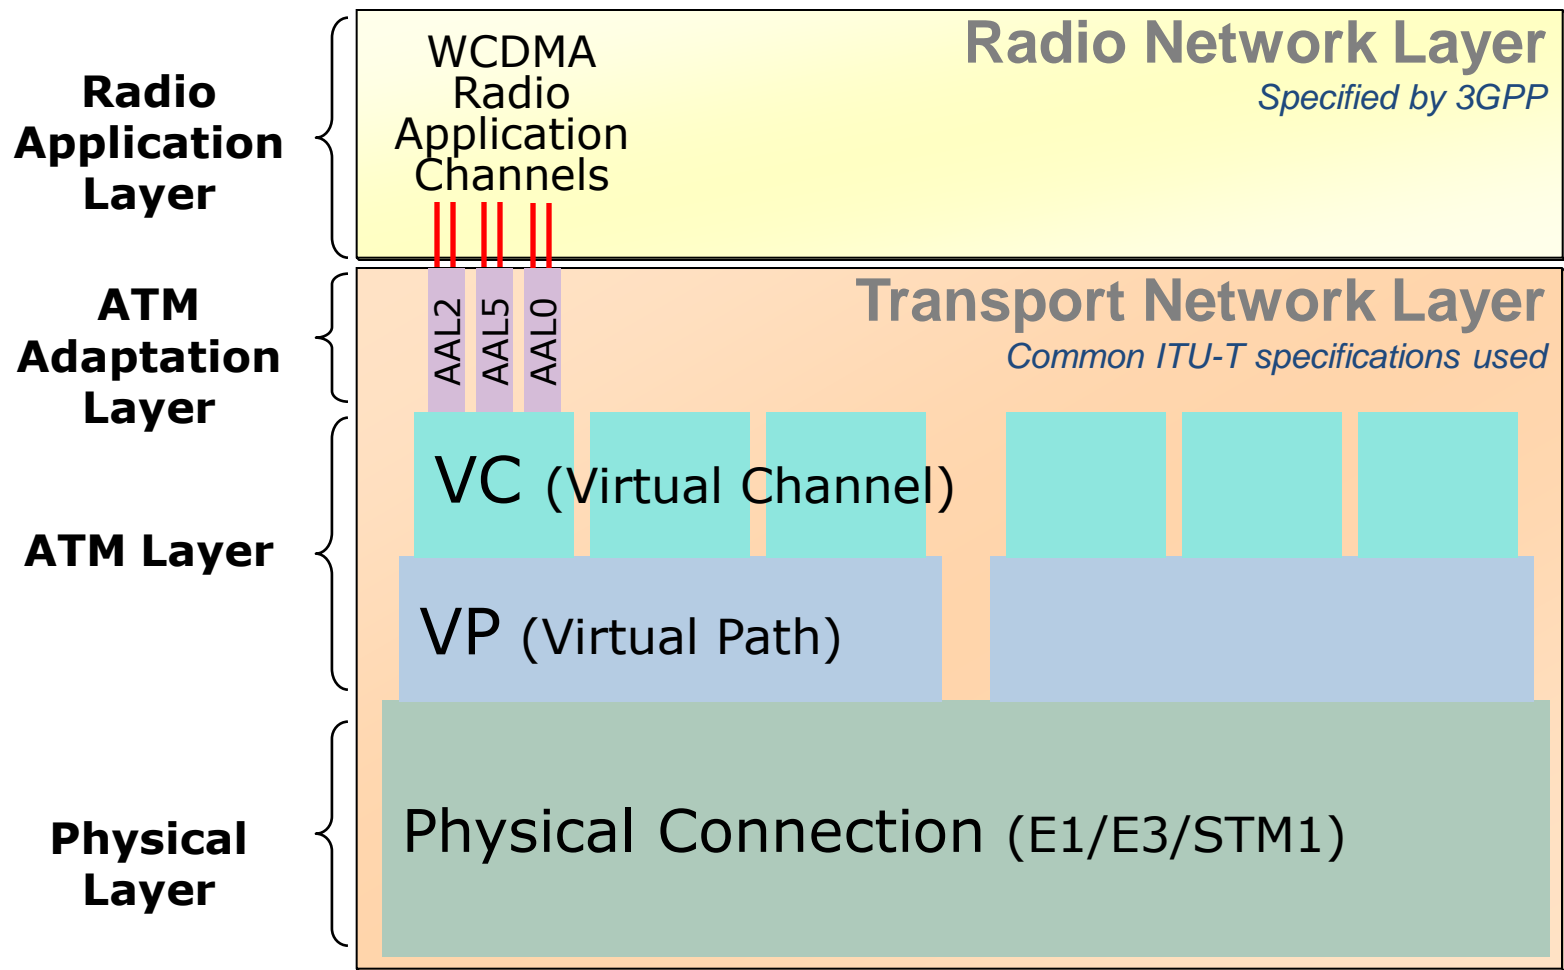 Radio
Application
Layer
WCDMA
Radio
Application
Channels
Radio Network Layer
Specified by 3GPP
ATM
Adaptation
Layer
AAL2
AAL5
AAL0
Transport Network Layer
Common ITU-T specifications used
ATM Layer
VC (Virtual Channel)
VP (Virtual Path)
Physical
Layer
Physical Connection (E1/E3/STM1)